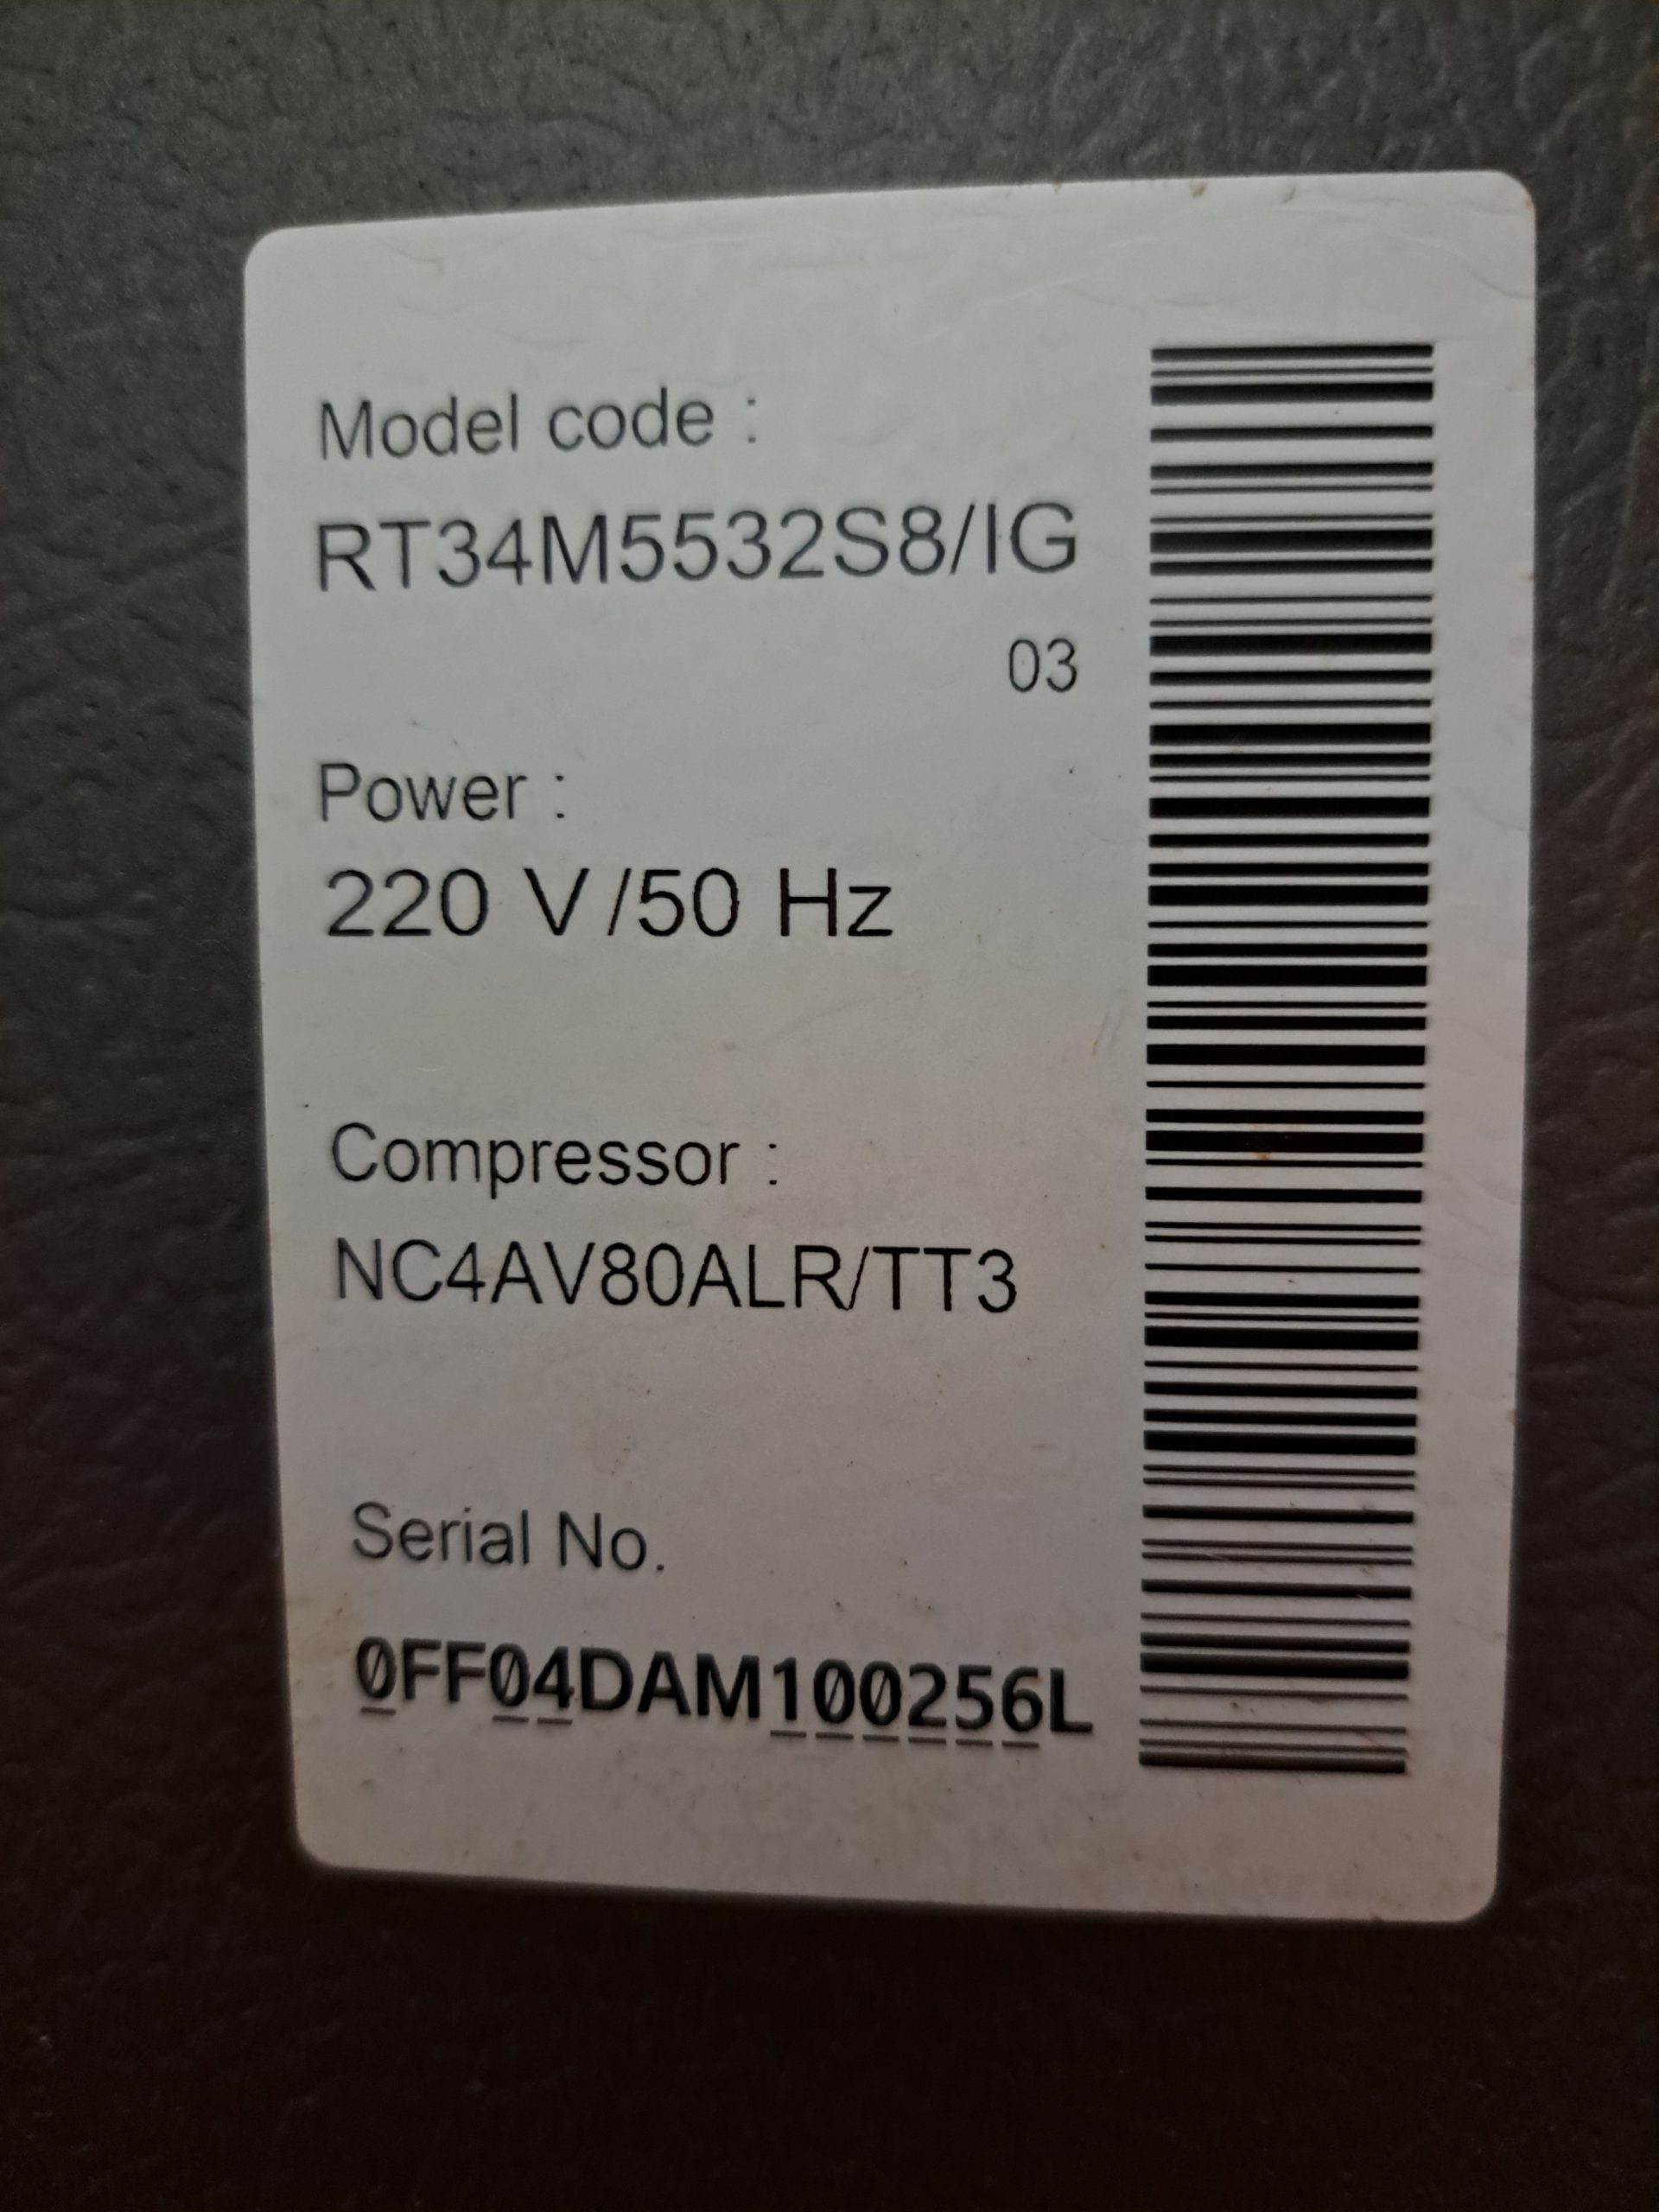 Model code :
RT34M5532S8/IG
03
Power :
220 V /50 Hz
Compressor :
NC4AV80ALR/TT3
Serial No.
0FF04DAM100256L